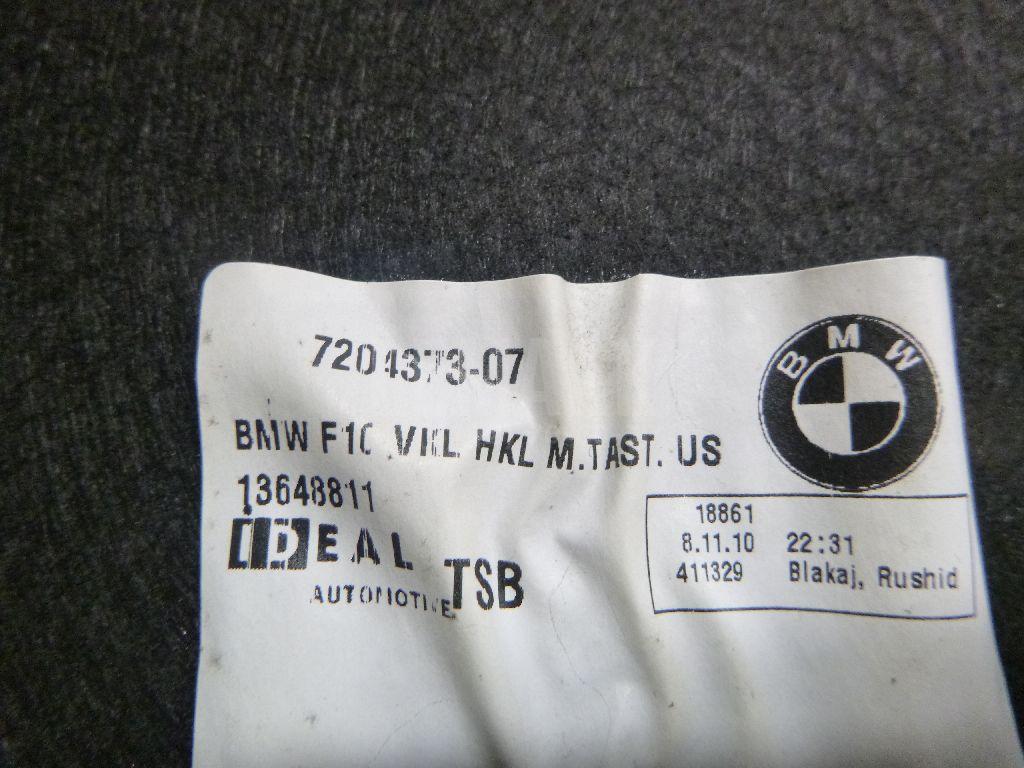 7204373-07
BMW
BMW F10 VKL HKL M.TAST. US
13648811
IDEAL
AUTOMOTIVE
TSB
18861
8.11.10 22:31
411329 Blakaj, Rushid